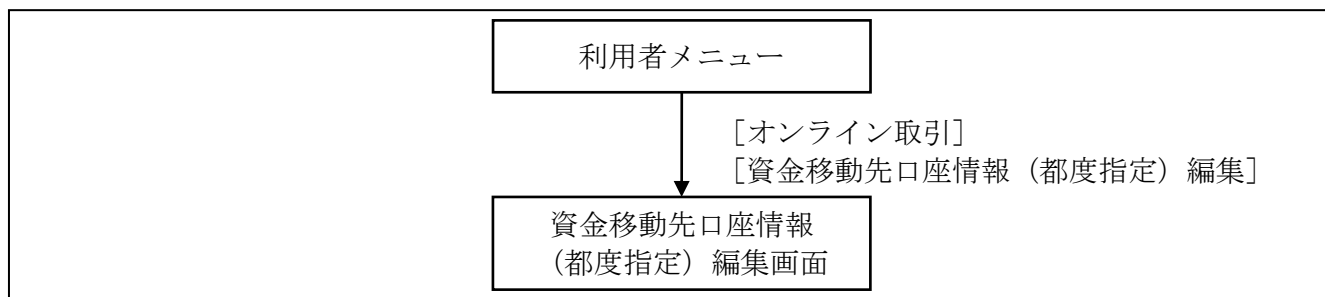 利用者メニュー
［オンライン取引］
［資金移動先口座情報（都度指定）編集］
資金移動先口座情報
（都度指定）編集画面